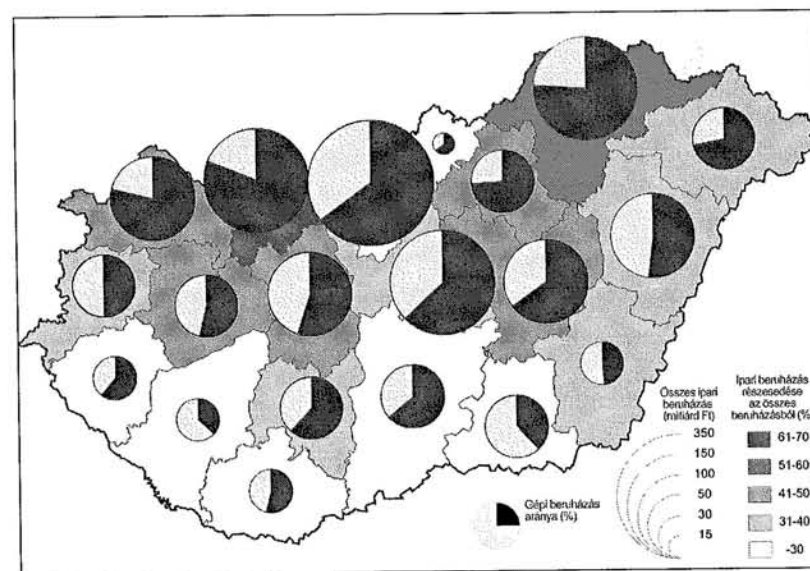 Összes ipari
beruházás
(milliárd Ft)
350
150
100
50
30
15
Ipari beruházás
részesedése
az összes
beruházásból (%)
61-70
51-60
41-50
31-40
-30
Gépi beruházás
aránya (%)